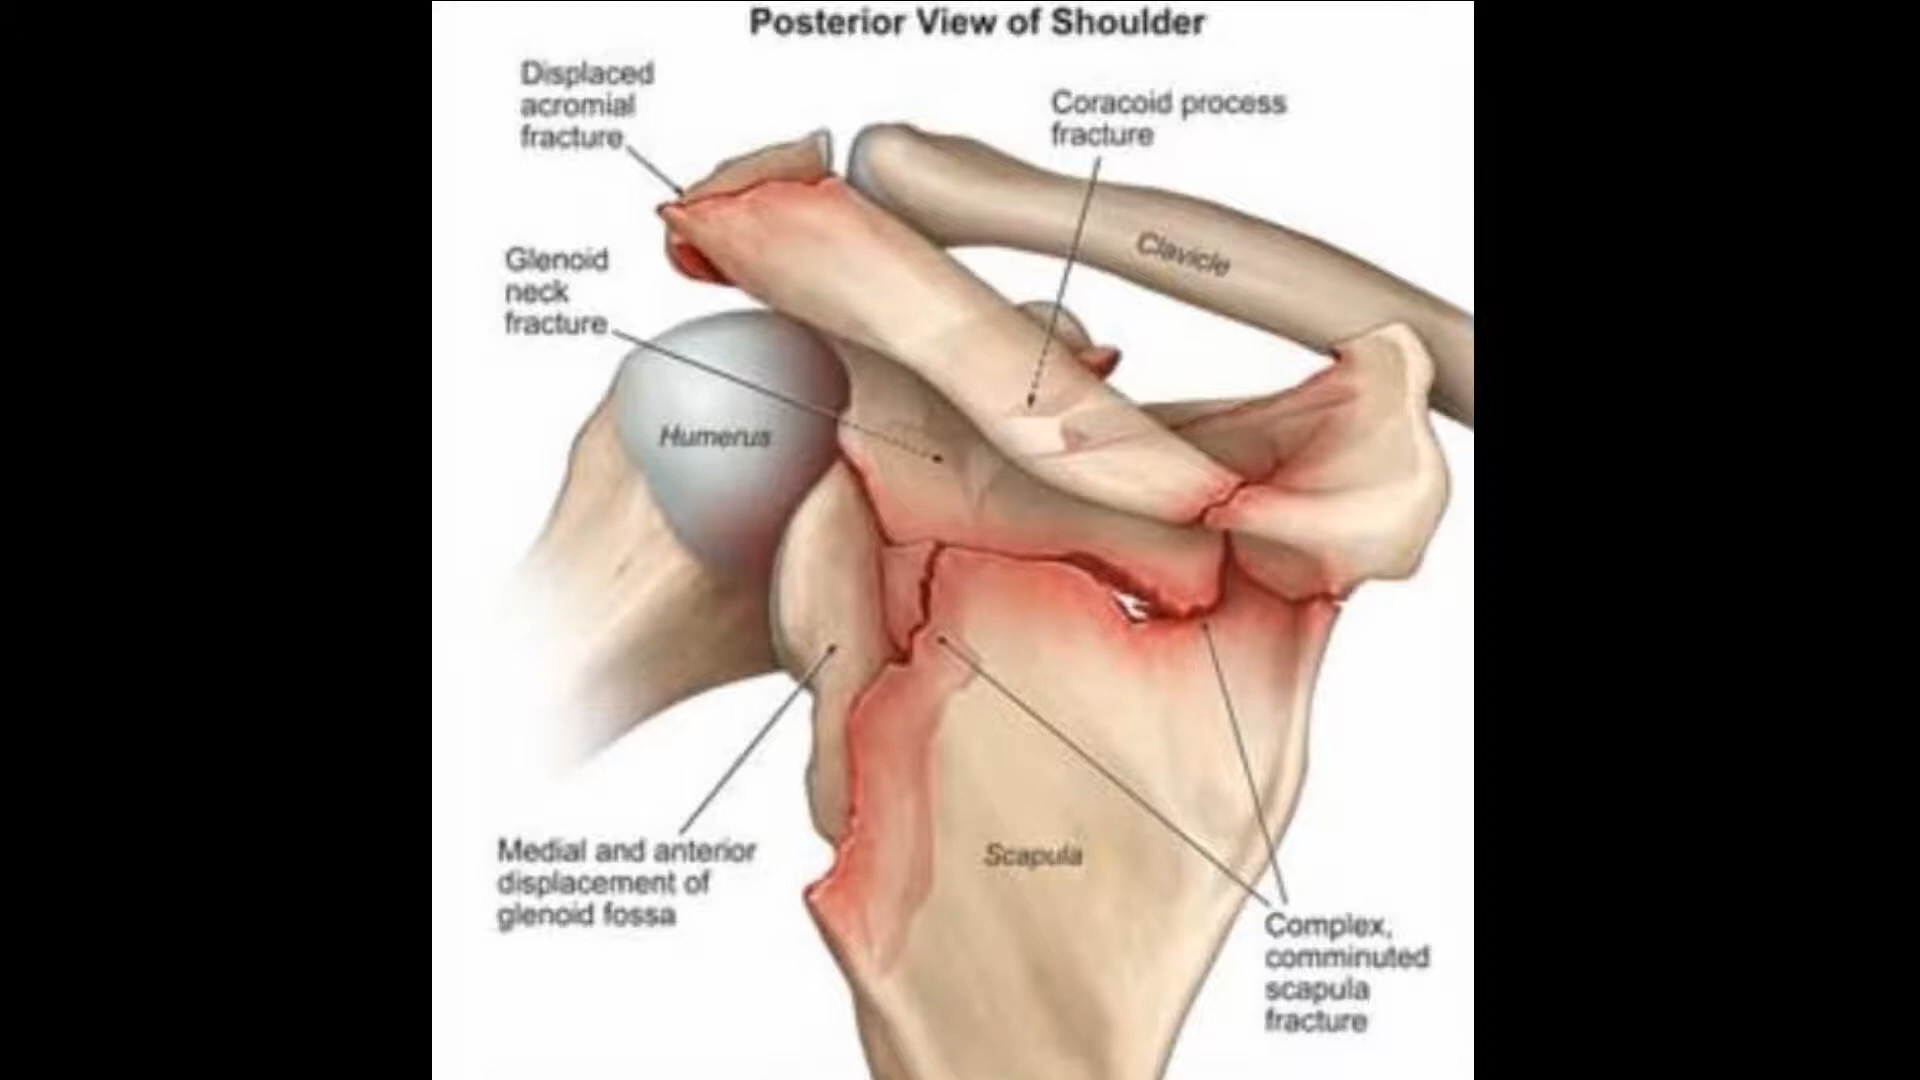 Posterior View of Shoulder
Displaced
acromial
fracture
Coracoid process
fracture
Clavicle
Glenoid
neck
fracture
Humerus
Medial and anterior
displacement of
glenoid fossa
Scapula
Complex,
comminuted
scapula
fracture